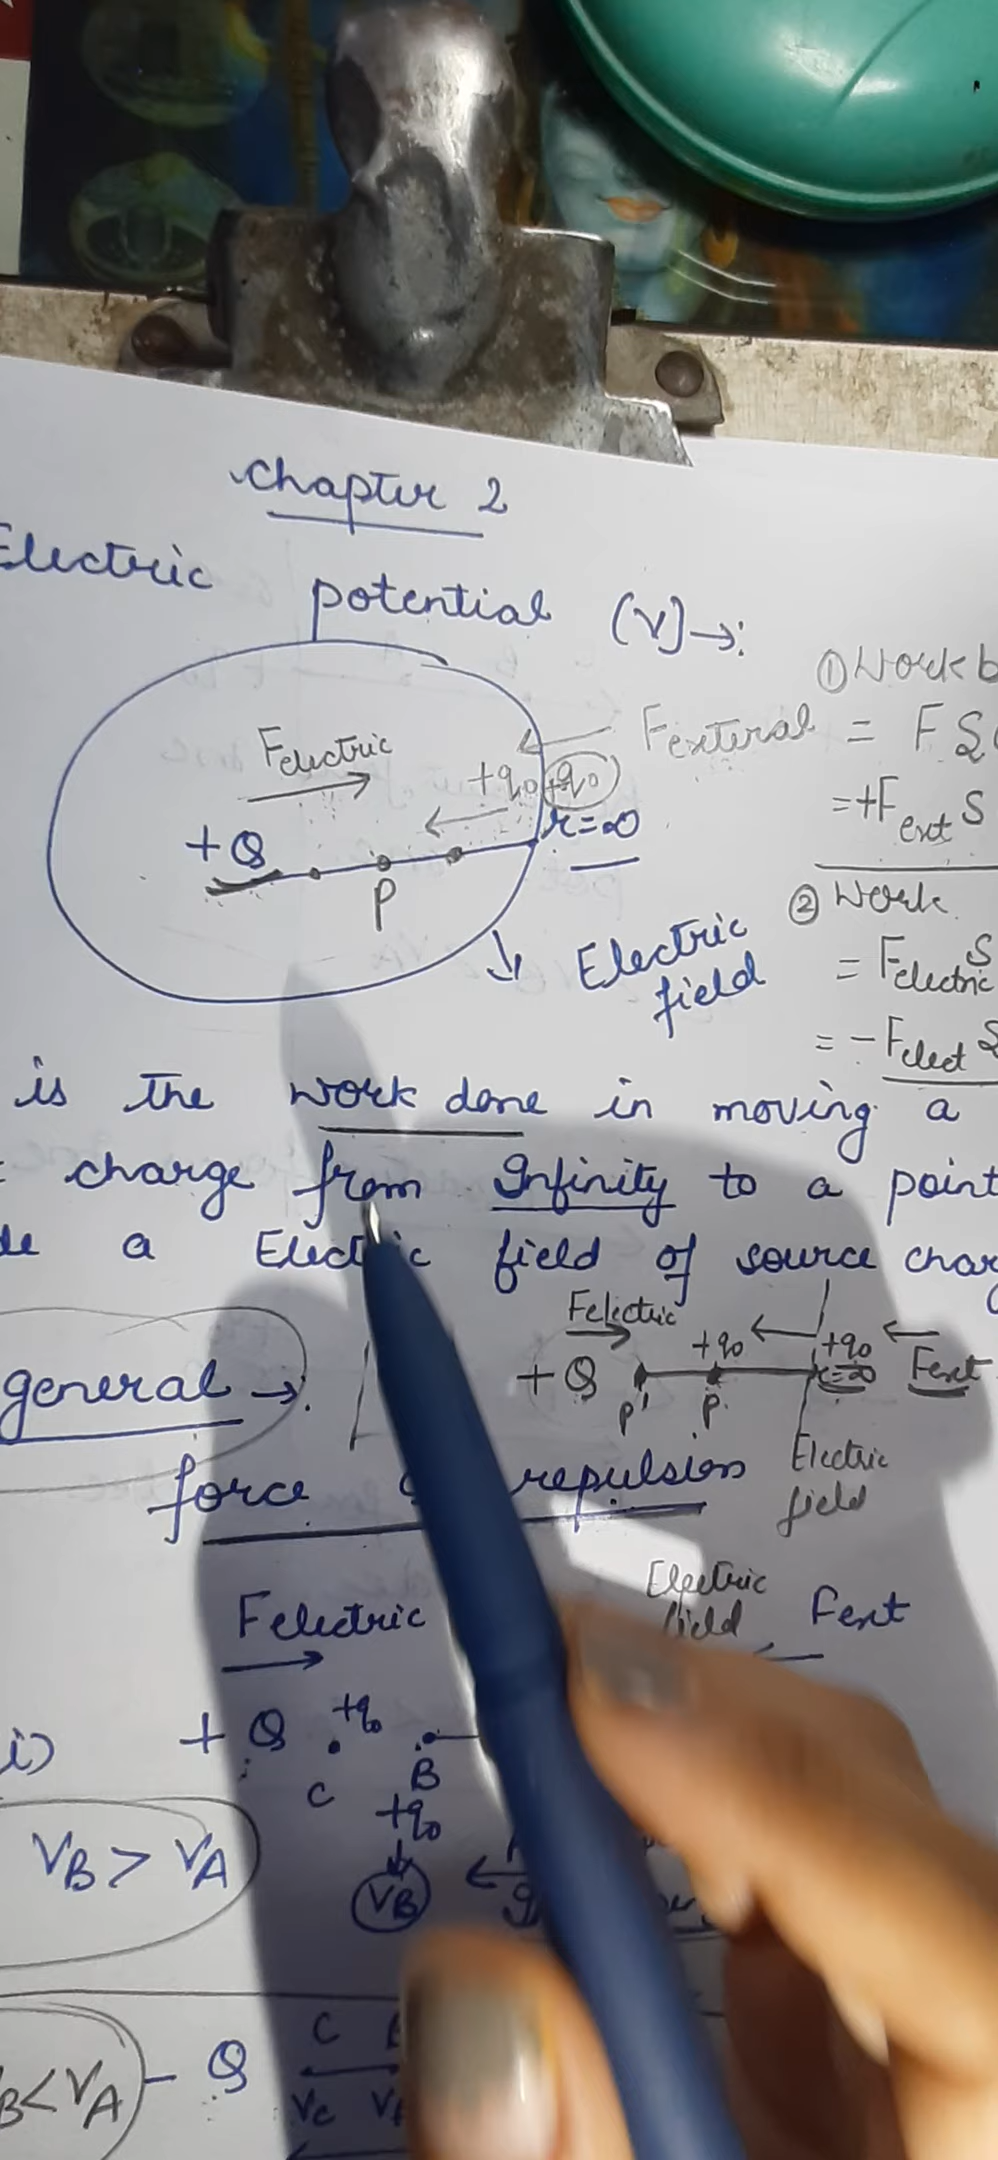 Chapter 2
Electric potential (V)→:
① Work b
Felectric
Fexternal = F S
+q₀ +q₀
= +Fext S
+Q
r=∞
P
② Work
Electric field
= Felectric S
= -Felect S
is the work done in moving a
charge from Infinity to a point
a Electric field of source char
Felectric
+q₀ +q₀
general →:
+Q r=∞ Fext
P' P
Electric field
force repulsion
Electric field Fext
Felectric
i) +Q +q₀
C B
+q₀
VB > VA
VB
C
B<VA - Q
Vc